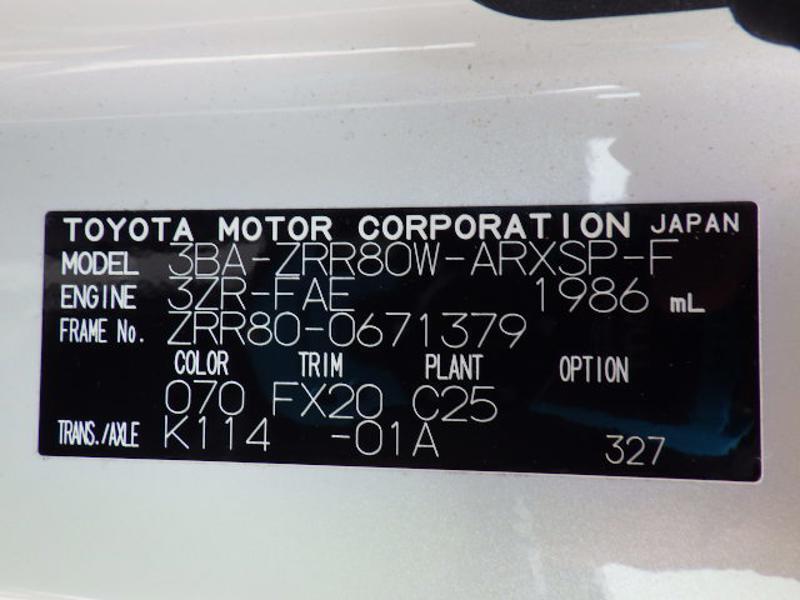 TOYOTA MOTOR CORPORATION JAPAN
MODEL 3BA-ZRR80W-ARXSP-F
ENGINE 3ZR-FAE 1986 mL
FRAME No. ZRR80-0671379
COLOR TRIM PLANT OPTION
070 FX20 C25
TRANS./AXLE K114 -01A 327